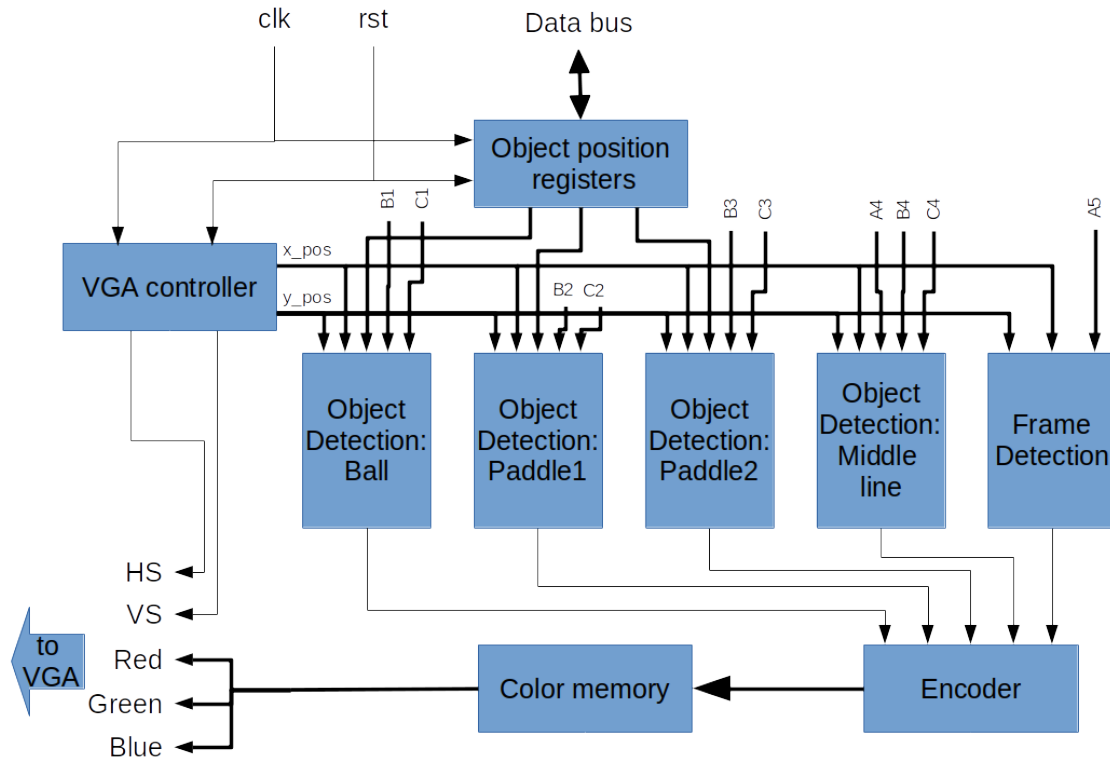 clk
rst
Data bus
Object position
registers
B1
C1
B3
C3
A4
B4
C4
A5
x_pos
VGA controller
y_pos
B2
C2
Object
Detection:
Ball
Object
Detection:
Paddle1
Object
Detection:
Paddle2
Object
Detection:
Middle
line
Frame
Detection
HS
VS
to
VGA
Red
Green
Blue
Color memory
Encoder